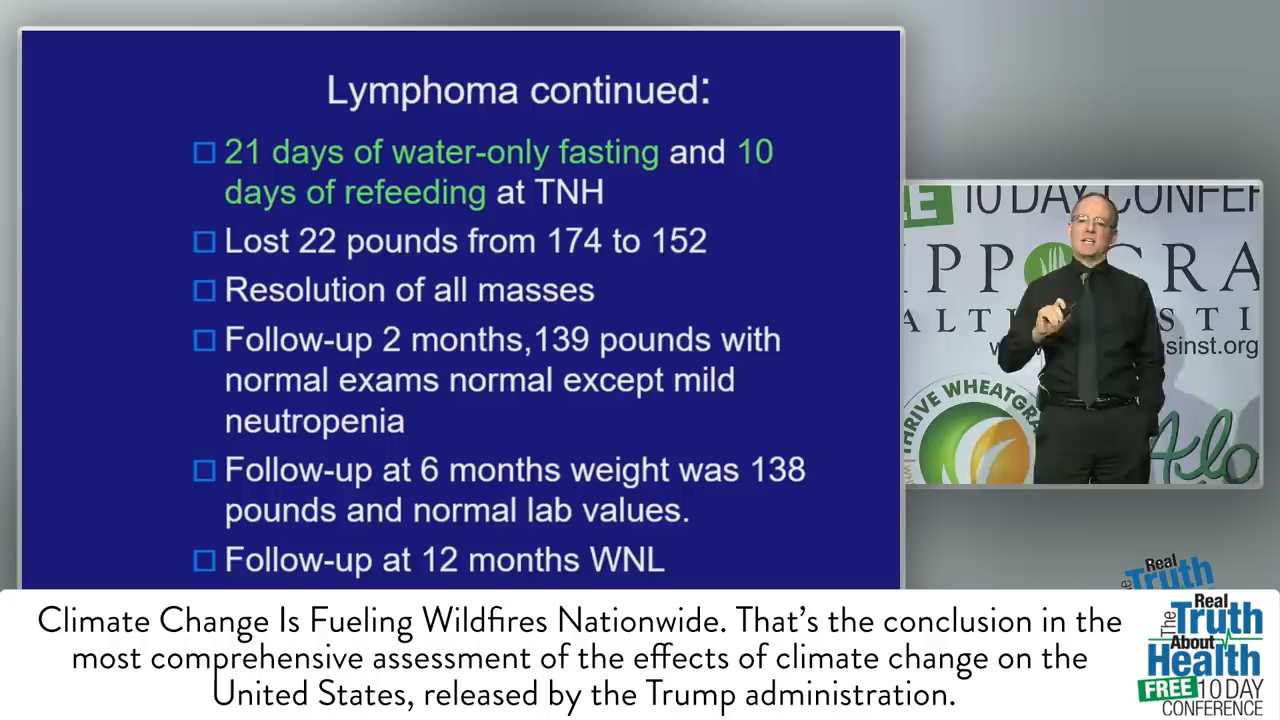 Lymphoma continued:
21 days of water-only fasting and 10
days of refeeding at TNH
Lost 22 pounds from 174 to 152
Resolution of all masses
Follow-up 2 months,139 pounds with
normal exams normal except mild
neutropenia
Follow-up at 6 months weight was 138
pounds and normal lab values.
Follow-up at 12 months WNL
10 DAY CONFER
THRIVE WHEATGRA
sinst.org
Real
Truth
Climate Change Is Fueling Wildfires Nationwide. That's the conclusion in the
most comprehensive assessment of the effects of climate change on the
United States, released by the Trump administration.
The Real
Truth
About
Health
FREE 10 DAY
CONFERENCE